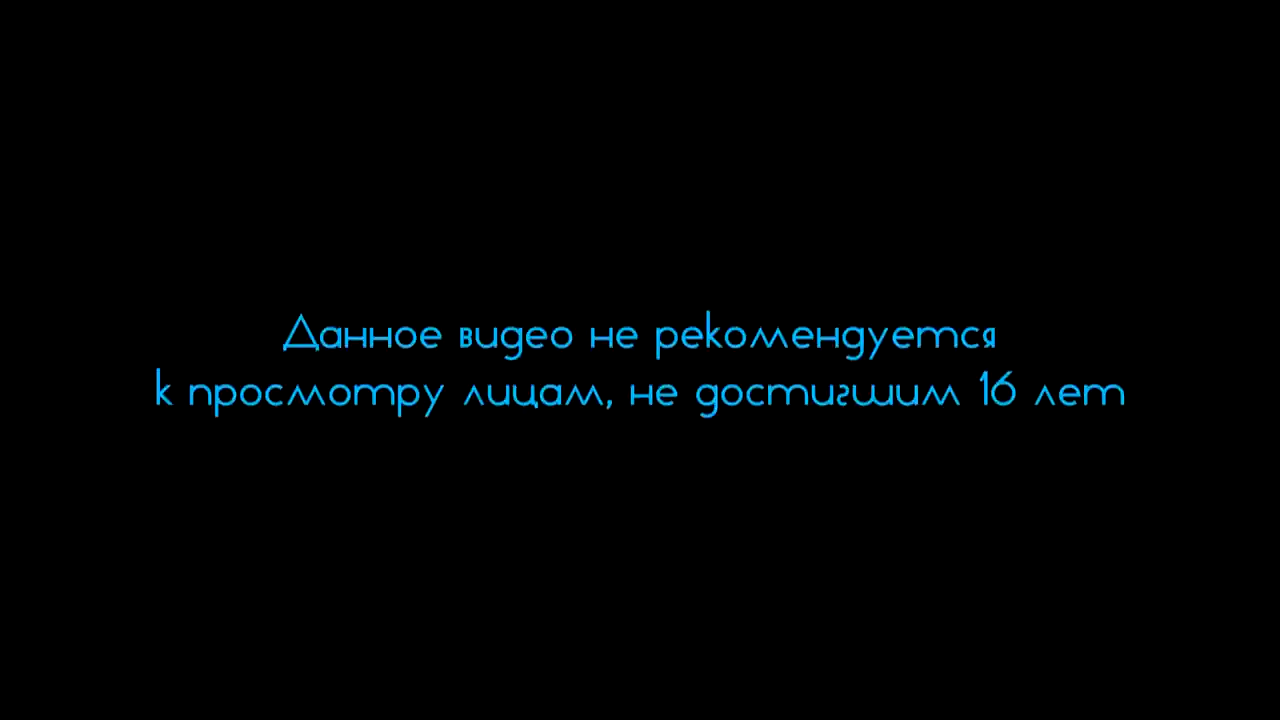 Данное видео не рекомендуется
к просмотру лицам, не достигшим 16 лет